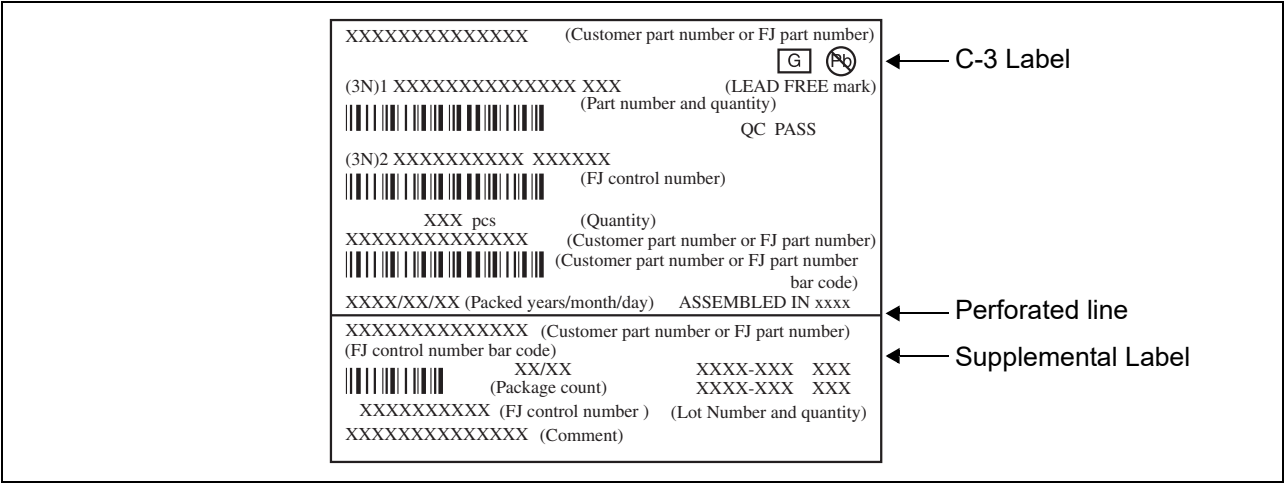 XXXXXXXXXXXXXX (Customer part number or FJ part number)
G Pb
C-3 Label
(3N)1 XXXXXXXXXXXXXX XXX (LEAD FREE mark)
(Part number and quantity)
QC PASS
(3N)2 XXXXXXXXXX XXXXXX
(FJ control number)
XXX pcs (Quantity)
XXXXXXXXXXXXXX (Customer part number or FJ part number)
(Customer part number or FJ part number
bar code)
XXXX/XX/XX (Packed years/month/day) ASSEMBLED IN xxxx
Perforated line
XXXXXXXXXXXXXX (Customer part number or FJ part number)
(FJ control number bar code)
Supplemental Label
XX/XX XXXX-XXX XXX
(Package count) XXXX-XXX XXX
XXXXXXXXXX (FJ control number ) (Lot Number and quantity)
XXXXXXXXXXXXXX (Comment)